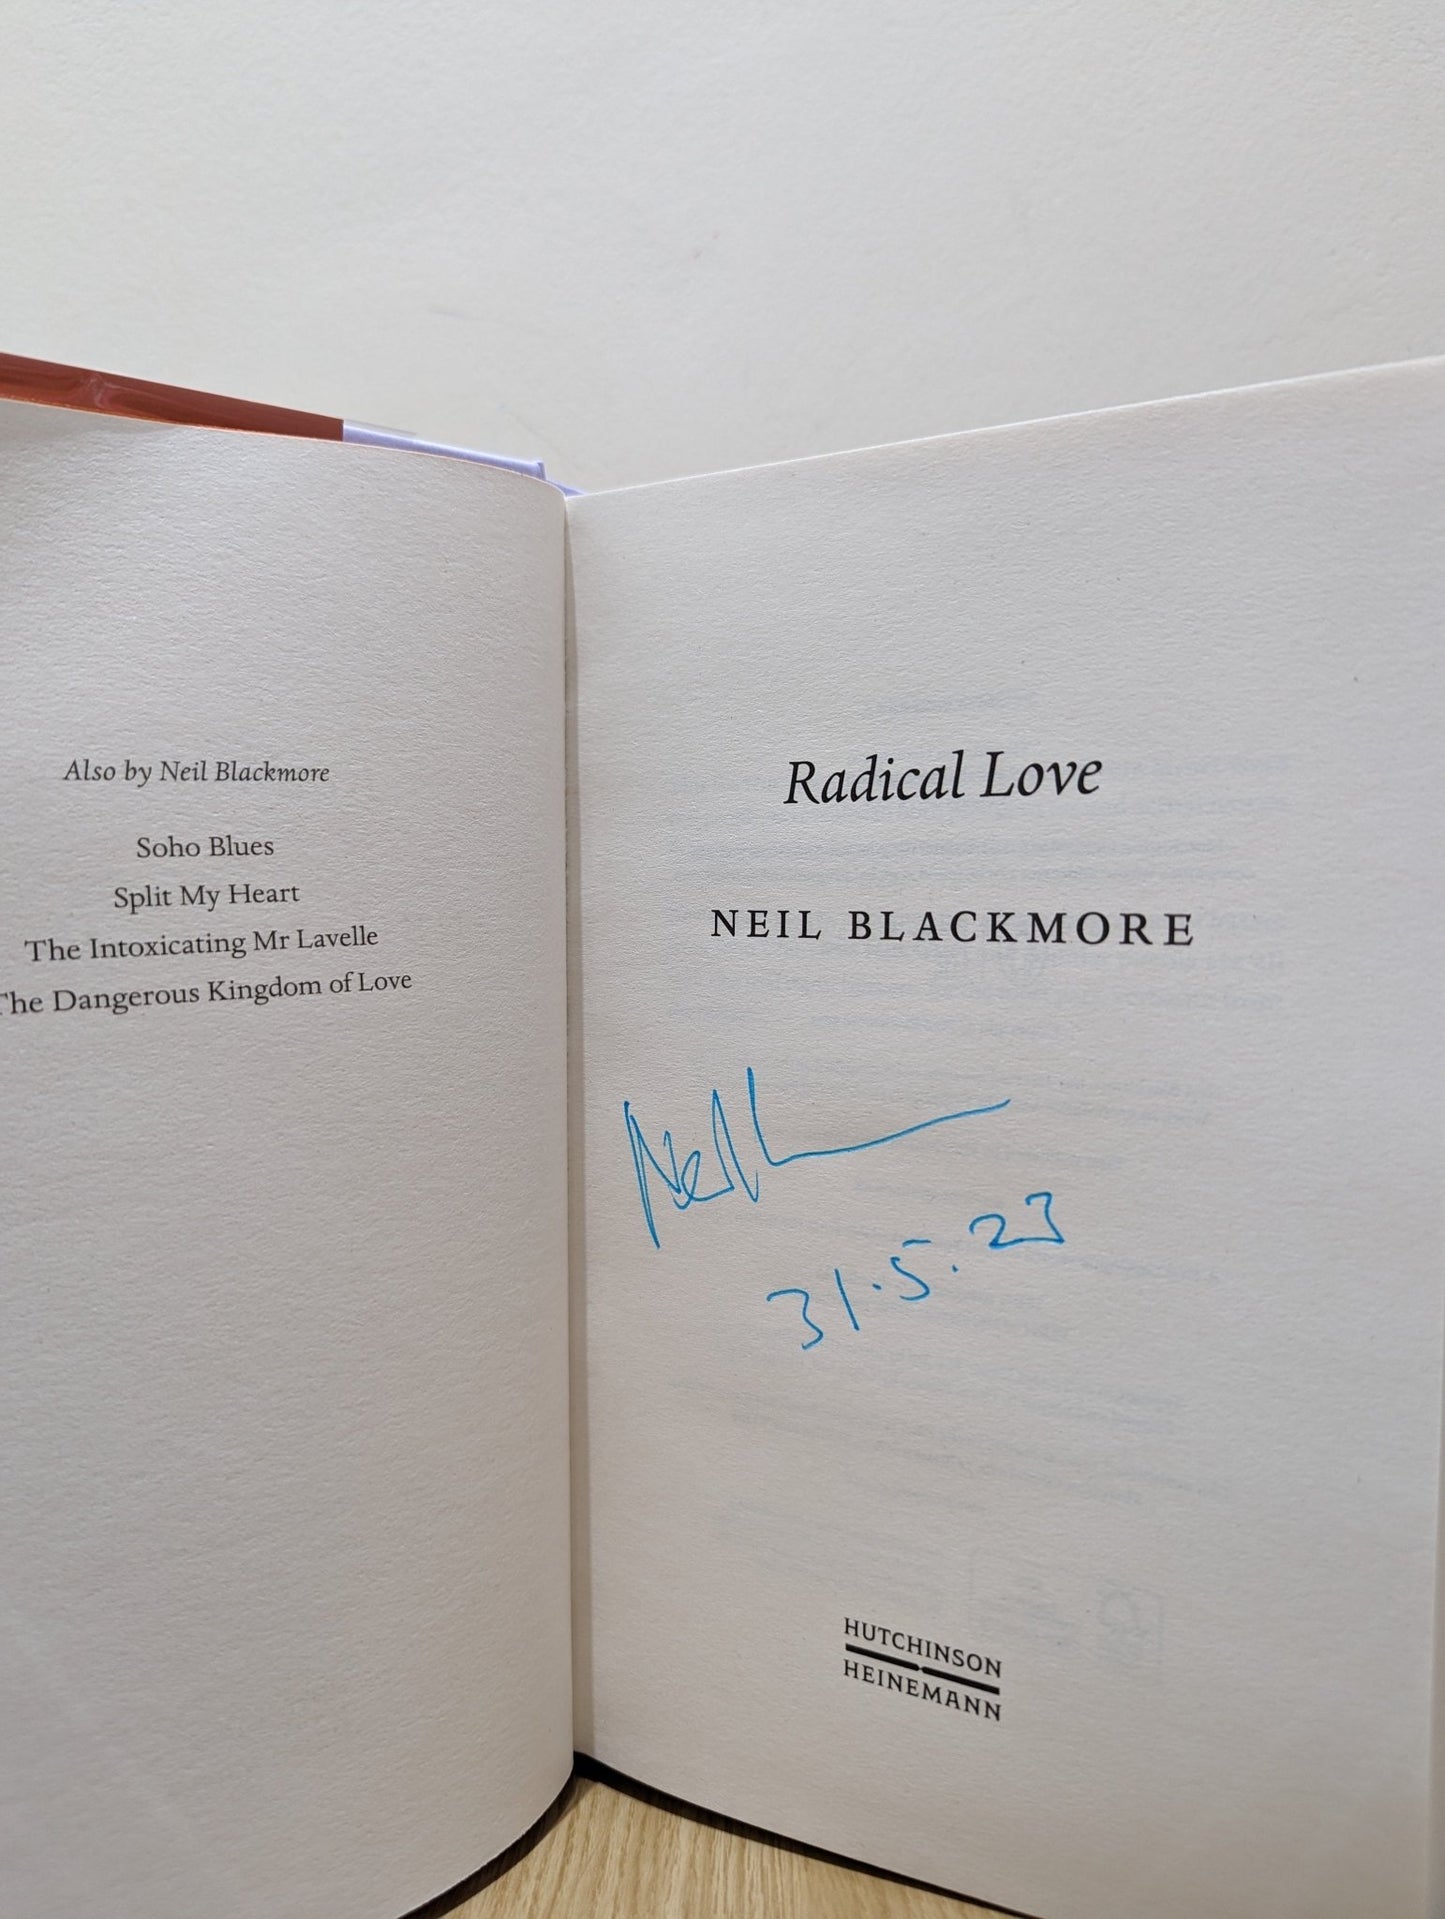 Also by Neil Blackmore
Soho Blues
Split My Heart
The Intoxicating Mr Lavelle
The Dangerous Kingdom of Love
Radical Love
NEIL BLACKMORE
Neil
31.5.23
HUTCHINSON
HEINEMANN